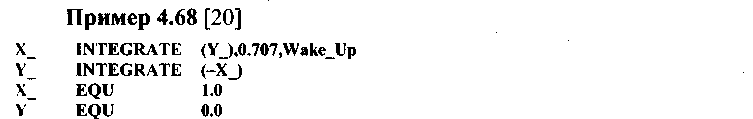 Пример 4.68 [20]
X_ INTEGRATE (Y_),0.707,Wake_Up
Y_ INTEGRATE (–X_)
X_ EQU 1.0
Y EQU 0.0